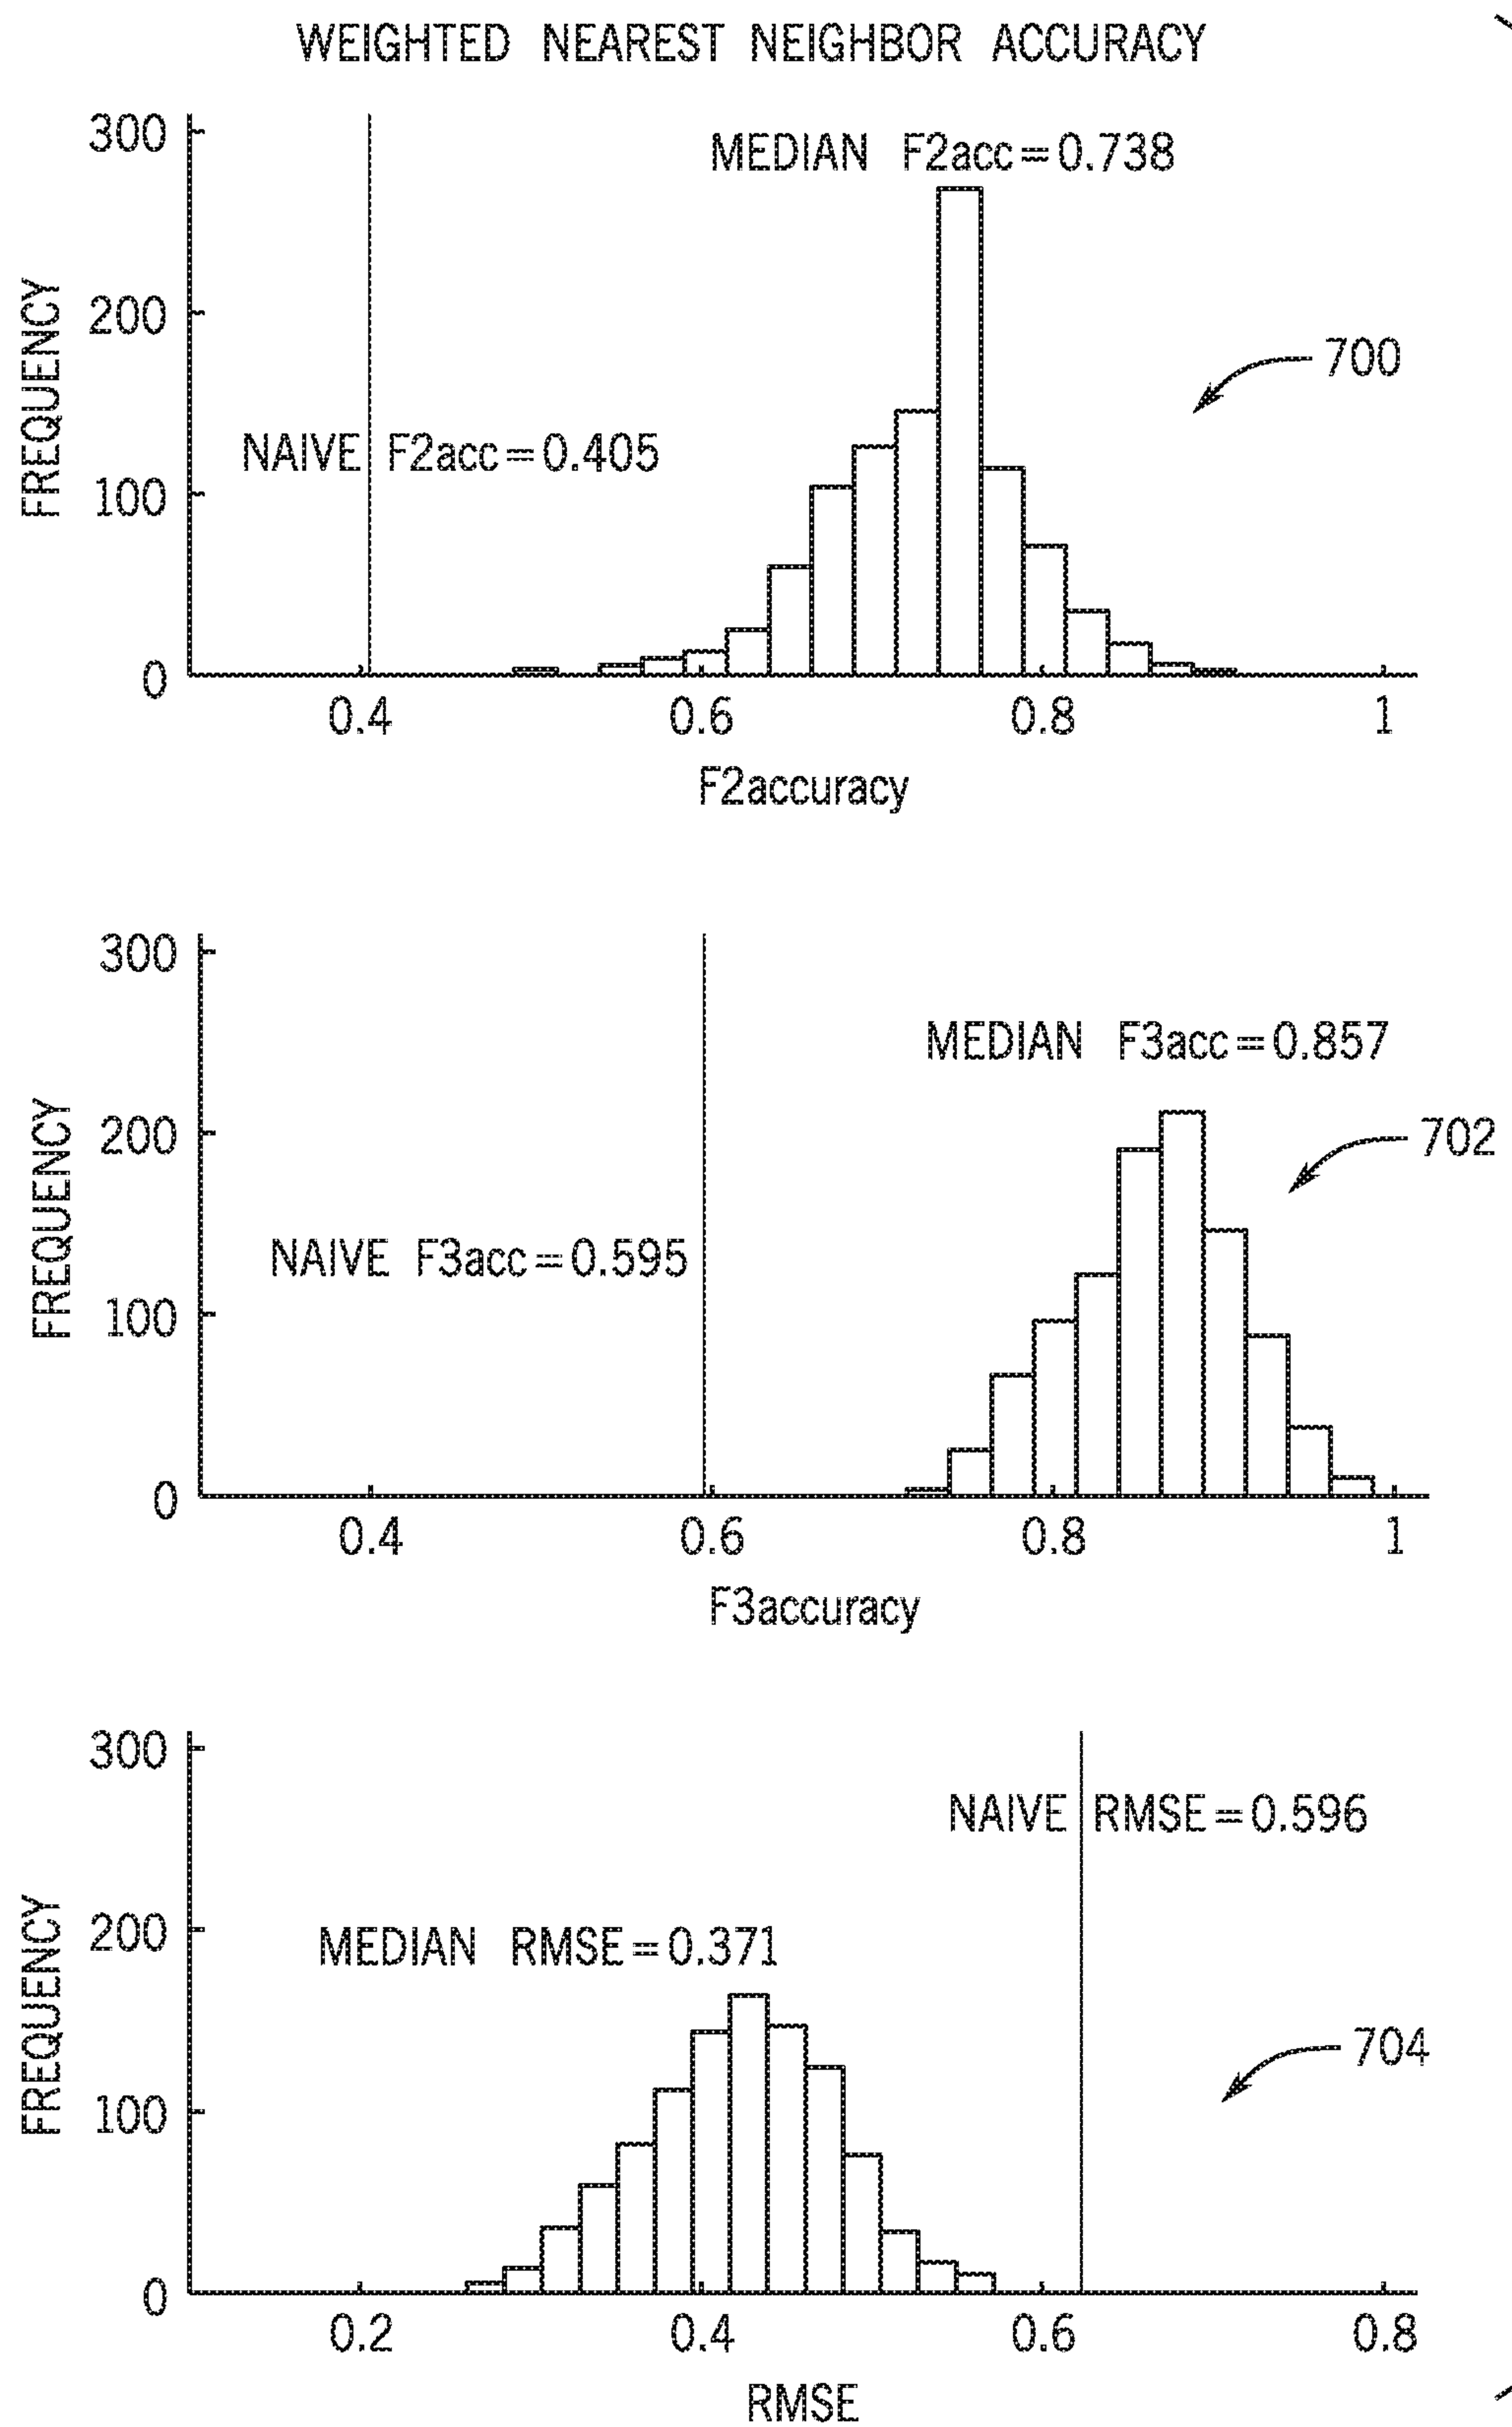 WEIGHTED NEAREST NEIGHBOR ACCURACY
300
MEDIAN F2acc=0.738
200
700
FREQUENCY
NAIVE F2acc=0.405
100
0
0.4 0.6 0.8 1
F2accuracy
300
MEDIAN F3acc=0.857
200
702
FREQUENCY
NAIVE F3acc=0.595
100
0
0.4 0.6 0.8 1
F3accuracy
300
NAIVE RMSE=0.596
200
MEDIAN RMSE=0.371
FREQUENCY
704
100
0
0.2 0.4 0.6 0.8
RMSE